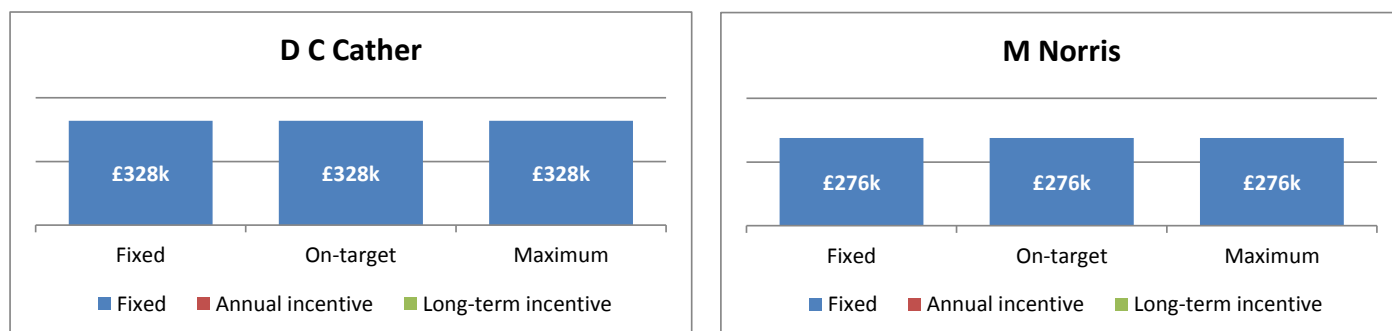 D C Cather
£328k £328k £328k
Fixed On-target Maximum
Fixed Annual incentive Long-term incentive
M Norris
£276k £276k £276k
Fixed On-target Maximum
Fixed Annual incentive Long-term incentive